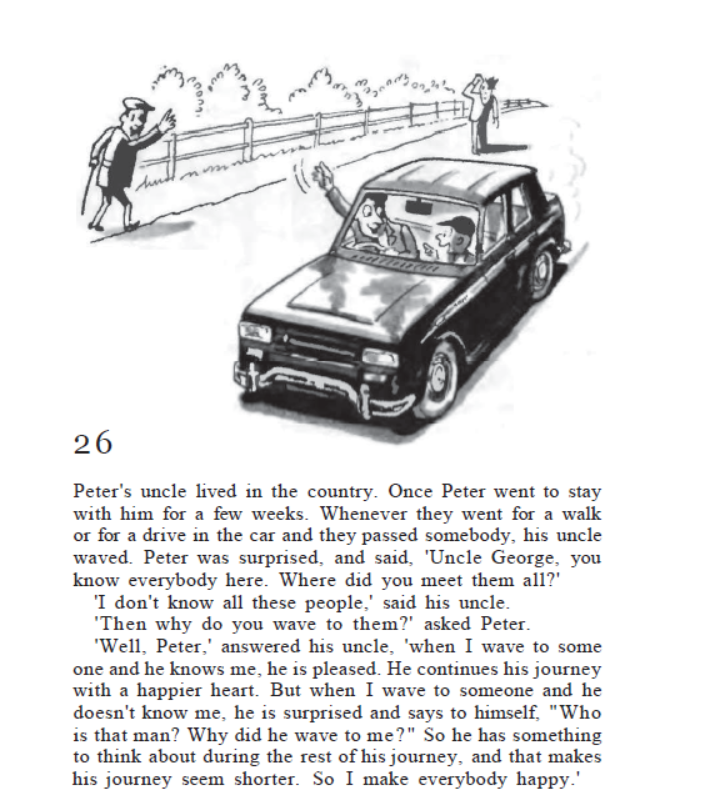 26
Peter's uncle lived in the country. Once Peter went to stay
with him for a few weeks. Whenever they went for a walk
or for a drive in the car and they passed somebody, his uncle
waved. Peter was surprised, and said, 'Uncle George, you
know everybody here. Where did you meet them all?'
'I don't know all these people,' said his uncle.
'Then why do you wave to them?' asked Peter.
'Well, Peter,' answered his uncle, 'when I wave to some
one and he knows me, he is pleased. He continues his journey
with a happier heart. But when I wave to someone and he
doesn't know me, he is surprised and says to himself, "Who
is that man? Why did he wave to me?" So he has something
to think about during the rest of his journey, and that makes
his journey seem shorter. So I make everybody happy.'